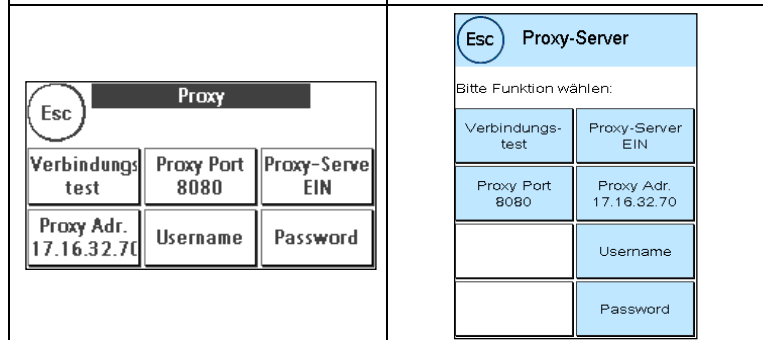 Esc
Proxy
Verbindungs
test
Proxy Port
8080
Proxy-Serve
EIN
Proxy Adr.
17.16.32.70
Username
Password
Esc
Proxy-Server
Bitte Funktion wählen:
Verbindungs-
test
Proxy-Server
EIN
Proxy Port
8080
Proxy Adr.
17.16.32.70
Username
Password